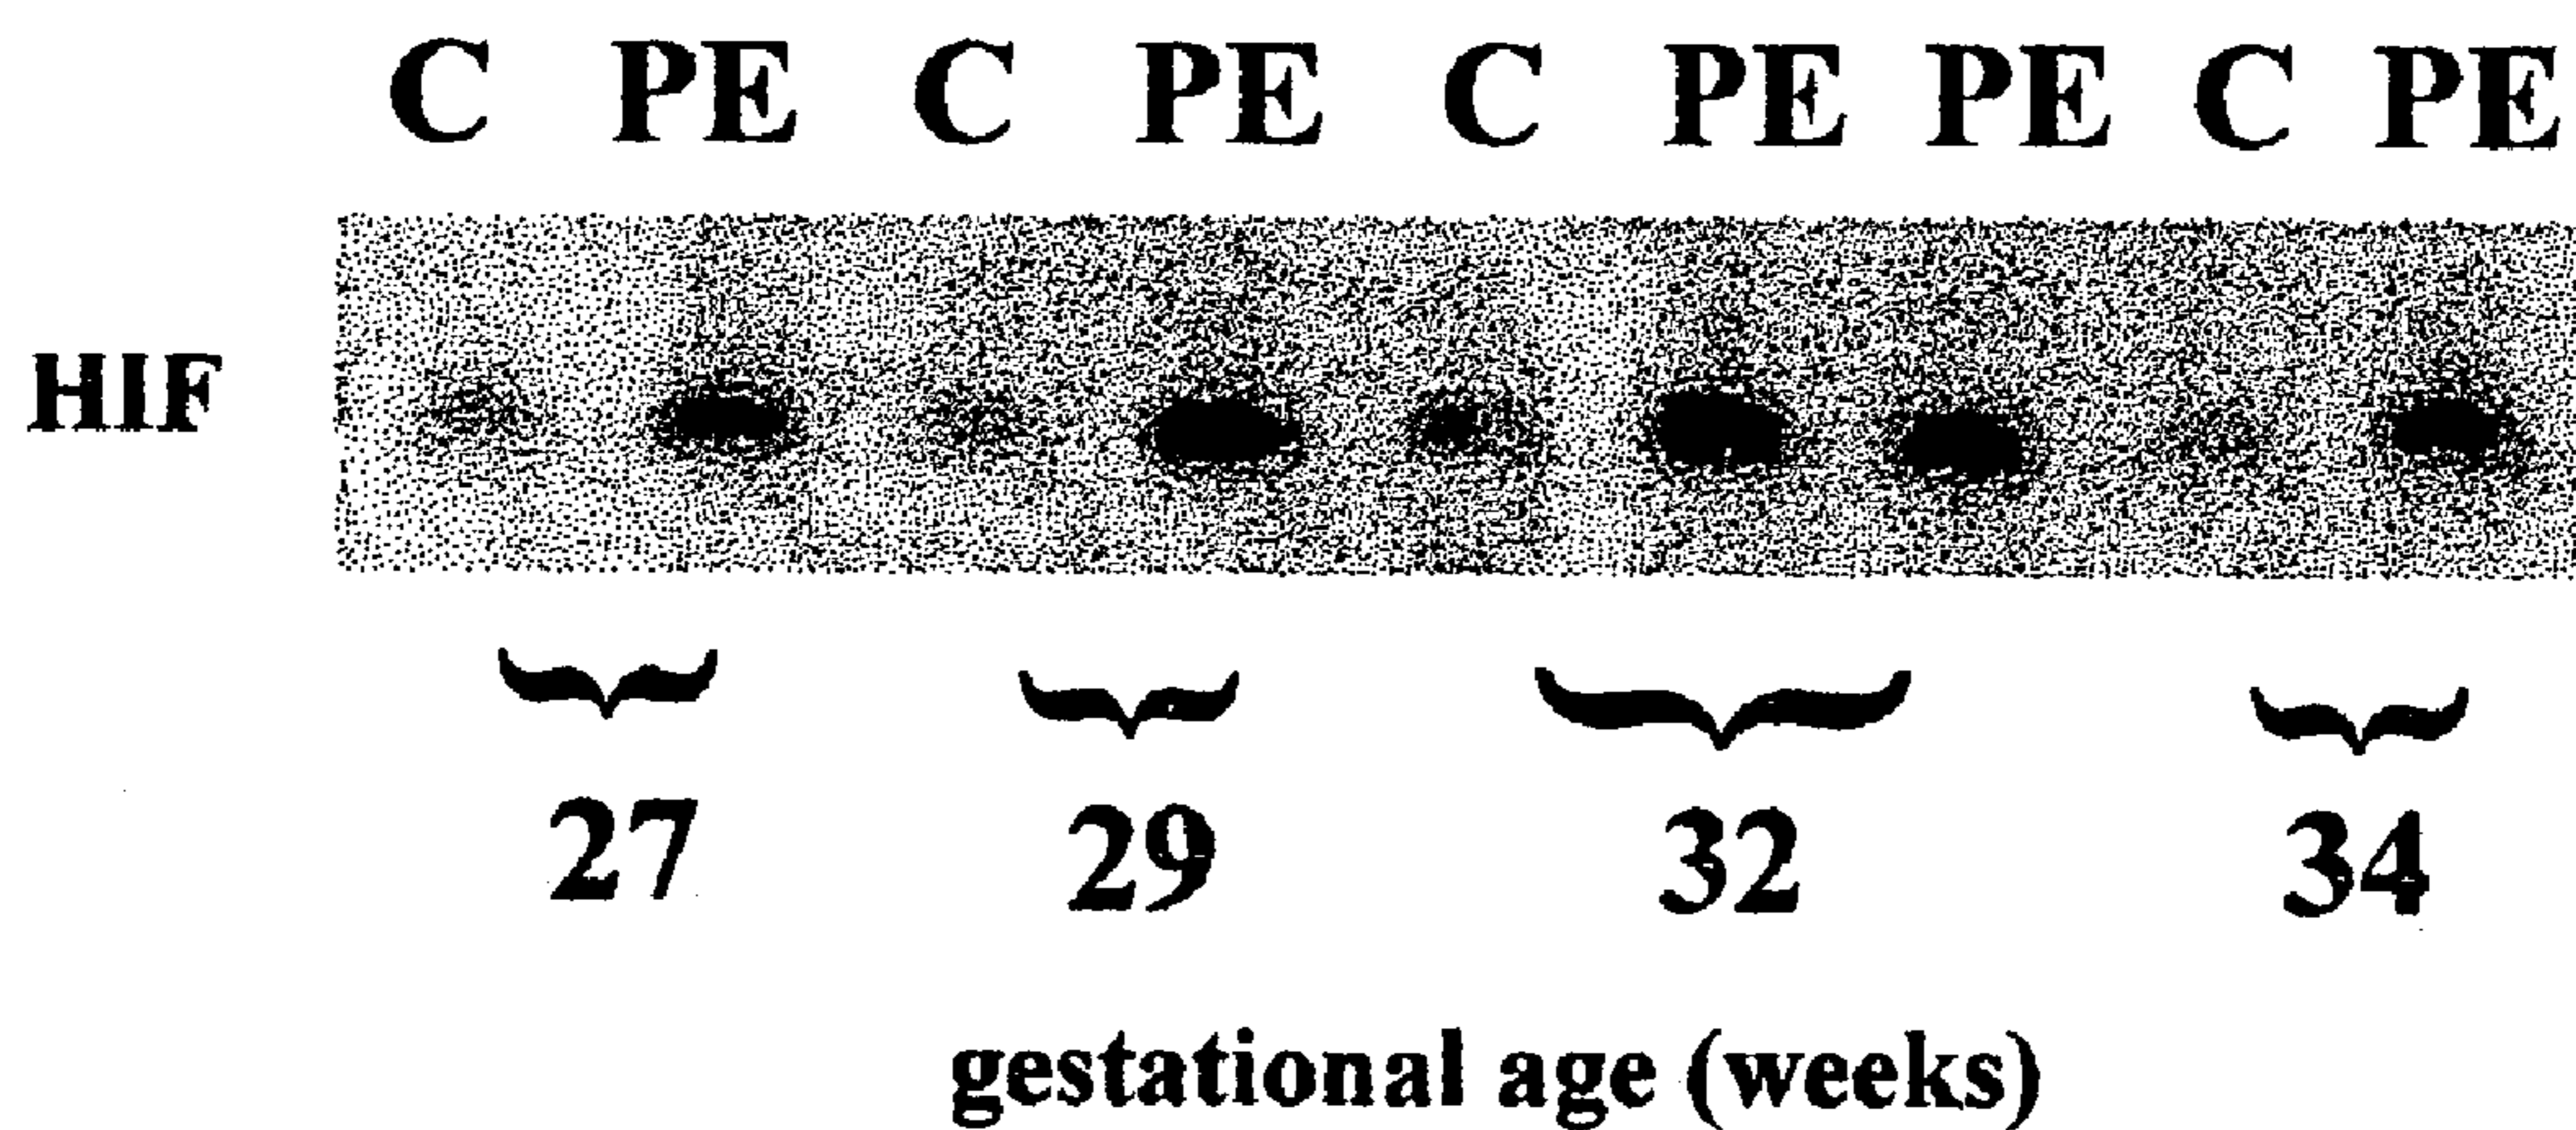 C PE C PE C PE PE C PE
HIF
27 29 32 34
gestational age (weeks)